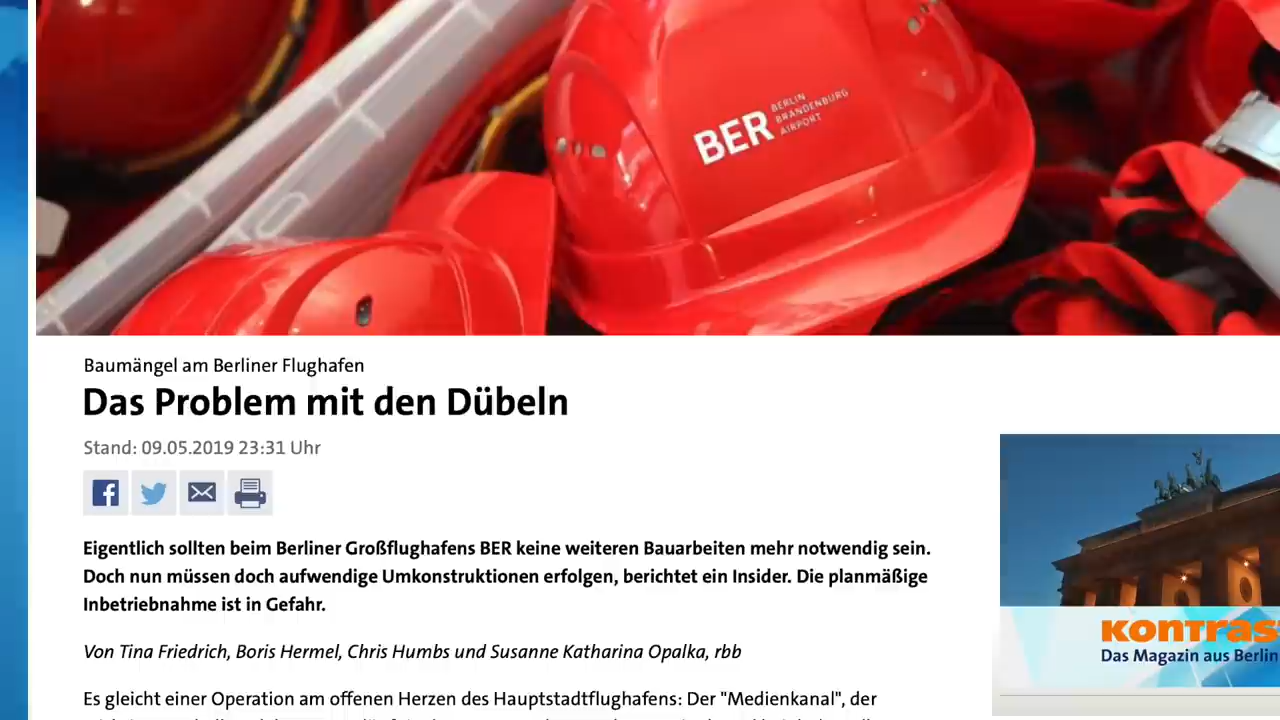 BER BERLIN
BRANDENBURG
AIRPORT
Baumängel am Berliner Flughafen
Das Problem mit den Dübeln
Stand: 09.05.2019 23:31 Uhr
Eigentlich sollten beim Berliner Großflughafens BER keine weiteren Bauarbeiten mehr notwendig sein.
Doch nun müssen doch aufwendige Umkonstruktionen erfolgen, berichtet ein Insider. Die planmäßige
Inbetriebnahme ist in Gefahr.
Von Tina Friedrich, Boris Hermel, Chris Humbs und Susanne Katharina Opalka, rbb
Es gleicht einer Operation am offenen Herzen des Hauptstadtflughafens: Der "Medienkanal", der
KONTRAS
Das Magazin aus Berlin